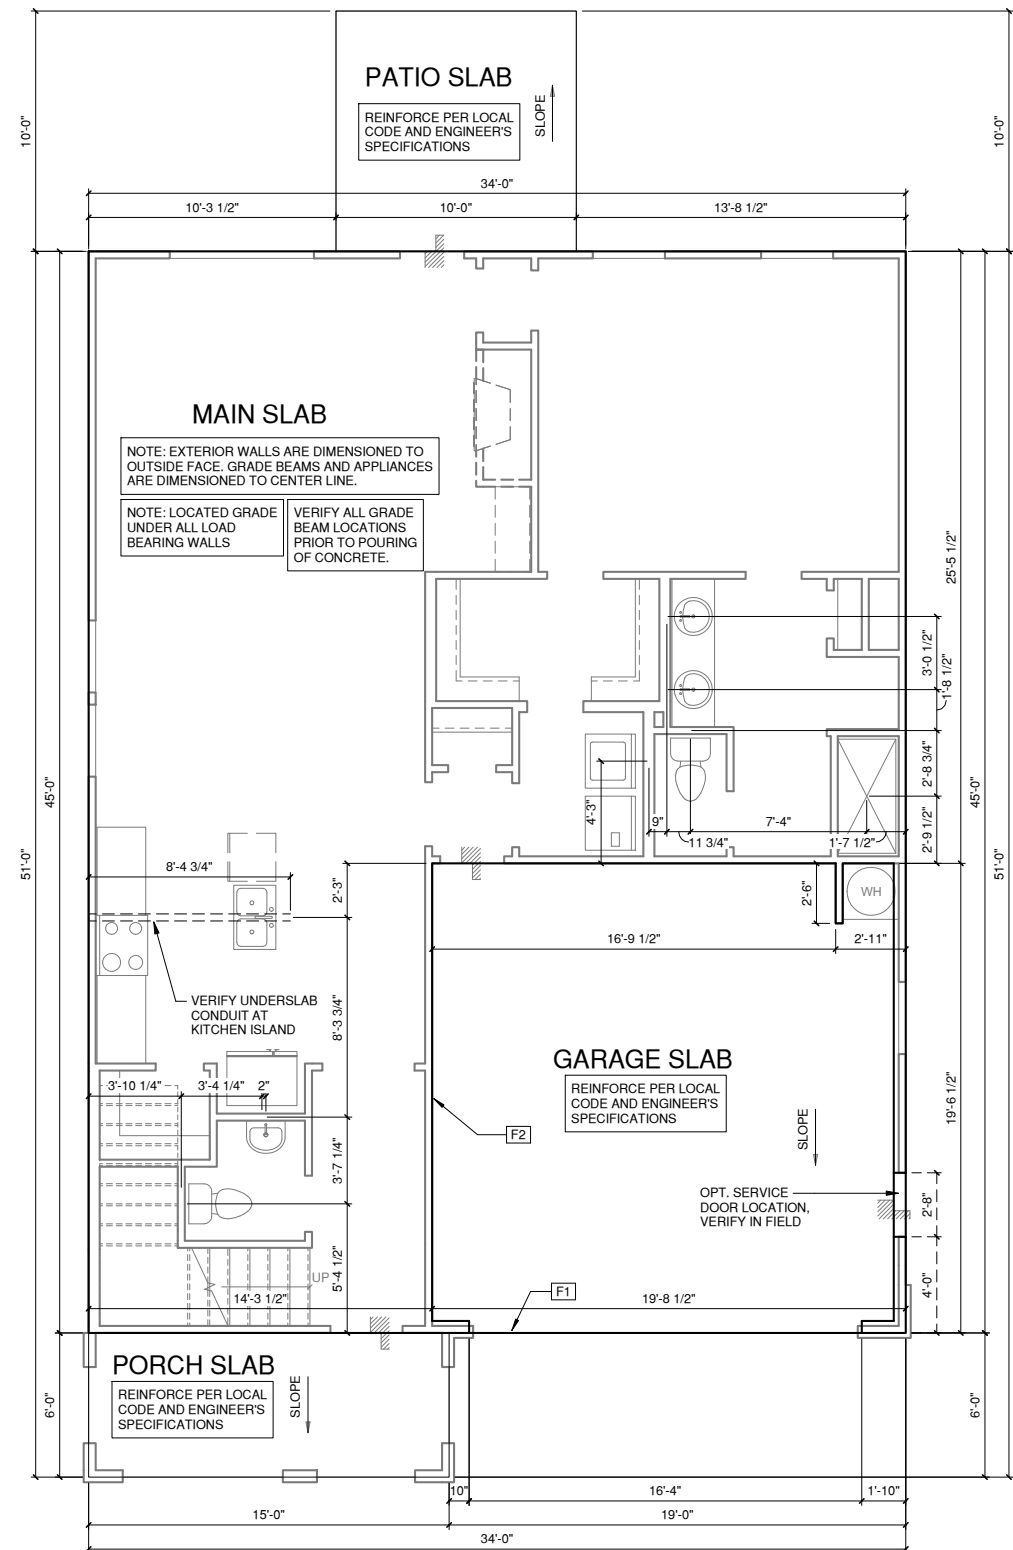 PATIO SLAB
REINFORCE PER LOCAL
CODE AND ENGINEER'S
SPECIFICATIONS
SLOPE
10'-0"
10'-0"
34'-0"
10'-3 1/2"
10'-0"
13'-8 1/2"
MAIN SLAB
NOTE: EXTERIOR WALLS ARE DIMENSIONED TO
OUTSIDE FACE. GRADE BEAMS AND APPLIANCES
ARE DIMENSIONED TO CENTER LINE.
NOTE: LOCATED GRADE
UNDER ALL LOAD
BEARING WALLS
VERIFY ALL GRADE
BEAM LOCATIONS
PRIOR TO POURING
OF CONCRETE.
25'-5 1/2"
3'-0 1/2"
1'-8 1/2"
2'-8 3/4"
2'-9 1/2"
45'-0"
51'-0"
45'-0"
51'-0"
4'-3"
9"
11 3/4"
7'-4"
1'-7 1/2"
8'-4 3/4"
2'-3"
2'-6"
WH
16'-9 1/2"
2'-11"
VERIFY UNDERSLAB
CONDUIT AT
KITCHEN ISLAND
8'-3 3/4"
GARAGE SLAB
REINFORCE PER LOCAL
CODE AND ENGINEER'S
SPECIFICATIONS
SLOPE
3'-10 1/4"
3'-4 1/4"
2"
F2
19'-6 1/2"
3'-7 1/4"
OPT. SERVICE
DOOR LOCATION,
VERIFY IN FIELD
2'-8"
4'-0"
UP
5'-4 1/2"
14'-3 1/2"
F1
19'-8 1/2"
PORCH SLAB
REINFORCE PER LOCAL
CODE AND ENGINEER'S
SPECIFICATIONS
SLOPE
6'-0"
6'-0"
10"
16'-4"
1'-10"
15'-0"
19'-0"
34'-0"